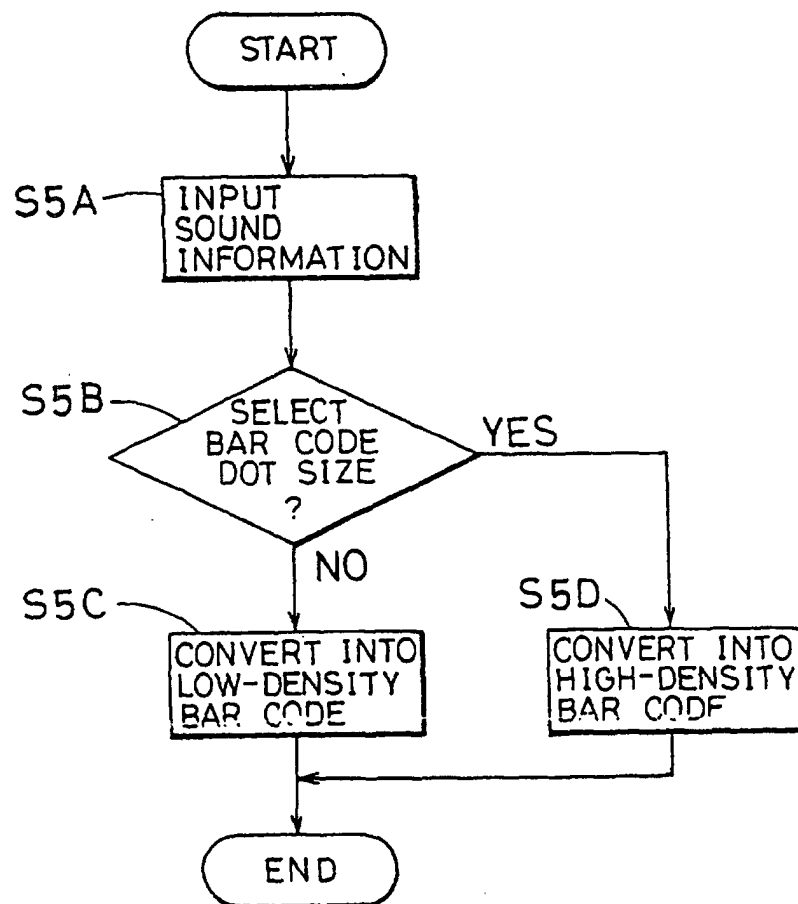 START
S5A
INPUT
SOUND
INFORMATION
S5B
SELECT
BAR CODE
DOT SIZE
?
YES
NO
S5C
CONVERT INTO
LOW-DENSITY
BAR CODE
S5D
CONVERT INTO
HIGH-DENSITY
BAR CODE
END